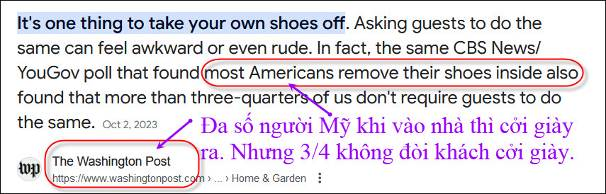 It's one thing to take your own shoes off. Asking guests to do the
same can feel awkward or even rude. In fact, the same CBS News/
YouGov poll that found most Americans remove their shoes inside also
found that more than three-quarters of us don't require guests to do
the same. Oct 2, 2023
Đa số người Mỹ khi vào nhà thì cởi giày
ra. Nhưng 3/4 không đòi khách cởi giày.
wp
The Washington Post
https://www.washingtonpost.com › ... › Home & Garden